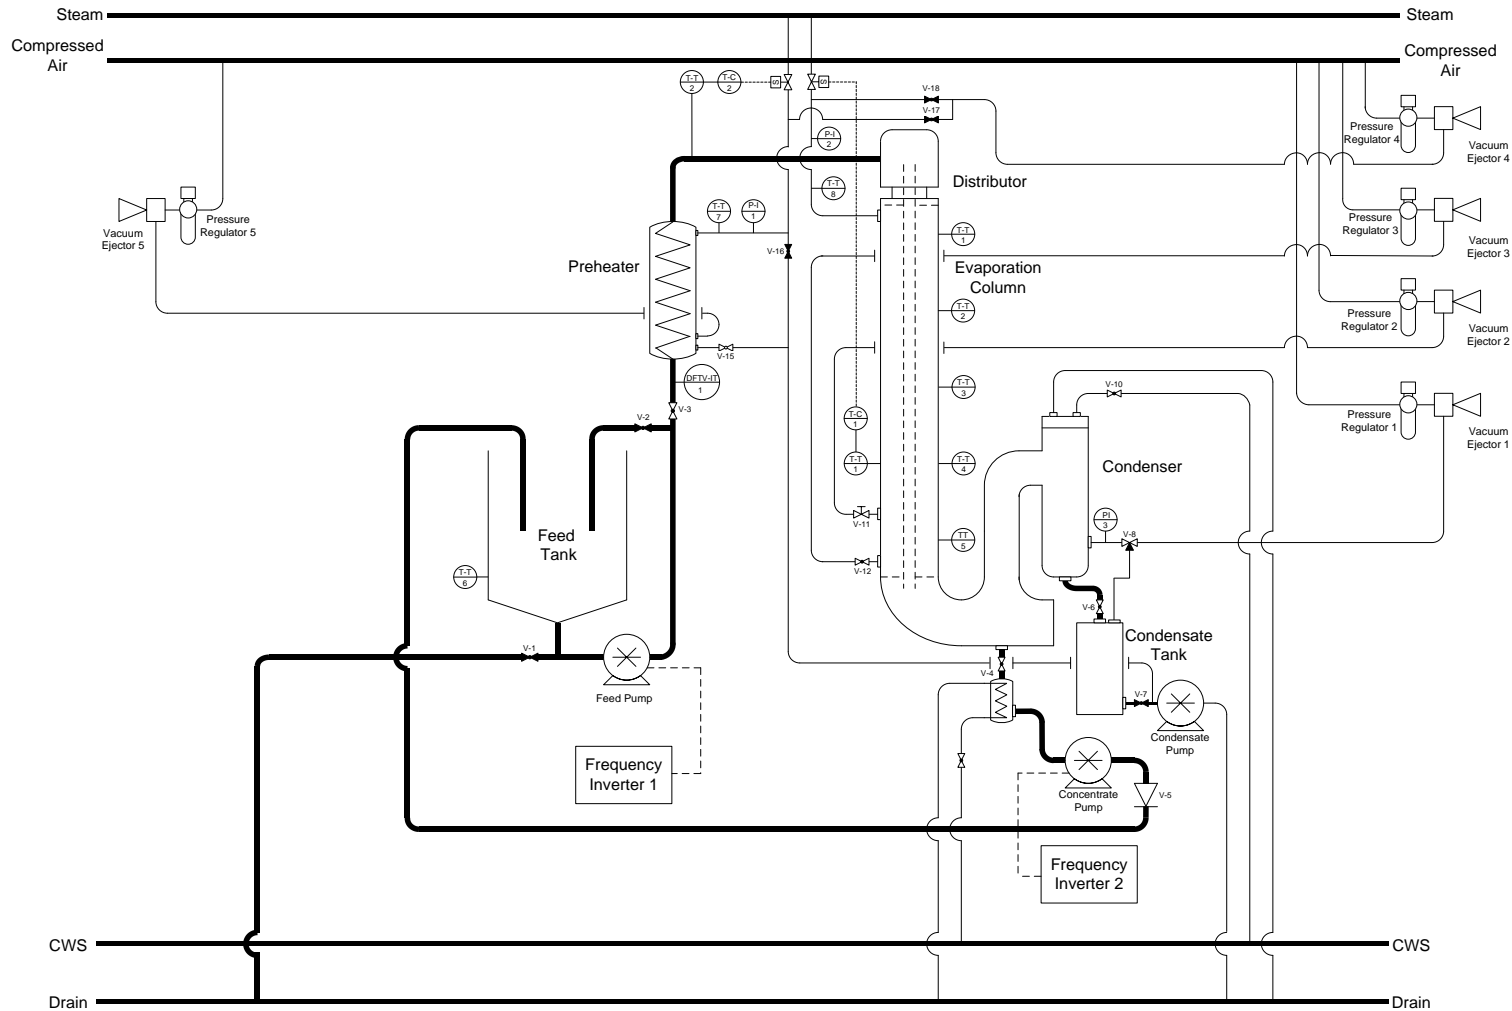 Steam
Steam
Compressed
Air
Compressed
Air
T-T
2
T-C
2
S
S
V-18
V-17
P-I
2
Pressure
Regulator 4
Vacuum
Ejector 4
Distributor
T-T
8
T-T
7
P-I
1
Pressure
Regulator 5
Vacuum
Ejector 5
Pressure
Regulator 3
Vacuum
Ejector 3
V-16
T-T
1
Preheater
Evaporation
Column
T-T
2
Pressure
Regulator 2
Vacuum
Ejector 2
V-15
DFTV-IT
1
T-T
3
V-10
V-3
V-2
T-C
1
Pressure
Regulator 1
Vacuum
Ejector 1
T-T
1
T-T
4
Condenser
V-11
PI
3
V-8
Feed
Tank
TT
5
T-T
6
V-12
V-6
V-1
Condensate
Tank
V-4
Feed Pump
V-7
Condensate
Pump
Frequency
Inverter 1
Concentrate
Pump
V-5
Frequency
Inverter 2
CWS
CWS
Drain
Drain